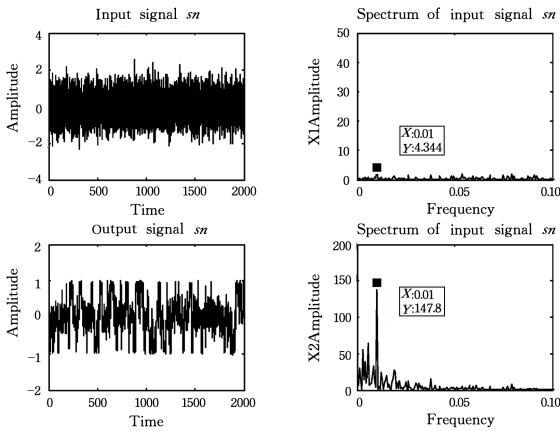 Input signal sn
4
2
0
−2
−4
Amplitude
0 500 1000 1500 2000
Time
Spectrum of input signal sn
50
40
30
20
10
0
X1Amplitude
X:0.01
Y:4.344
0 0.05 0.10
Frequency
Output signal sn
2
1
0
−1
−2
Amplitude
0 500 1000 1500 2000
Time
Spectrum of input signal sn
200
150
100
50
0
X2Amplitude
X:0.01
Y:147.8
0 0.05 0.10
Frequency